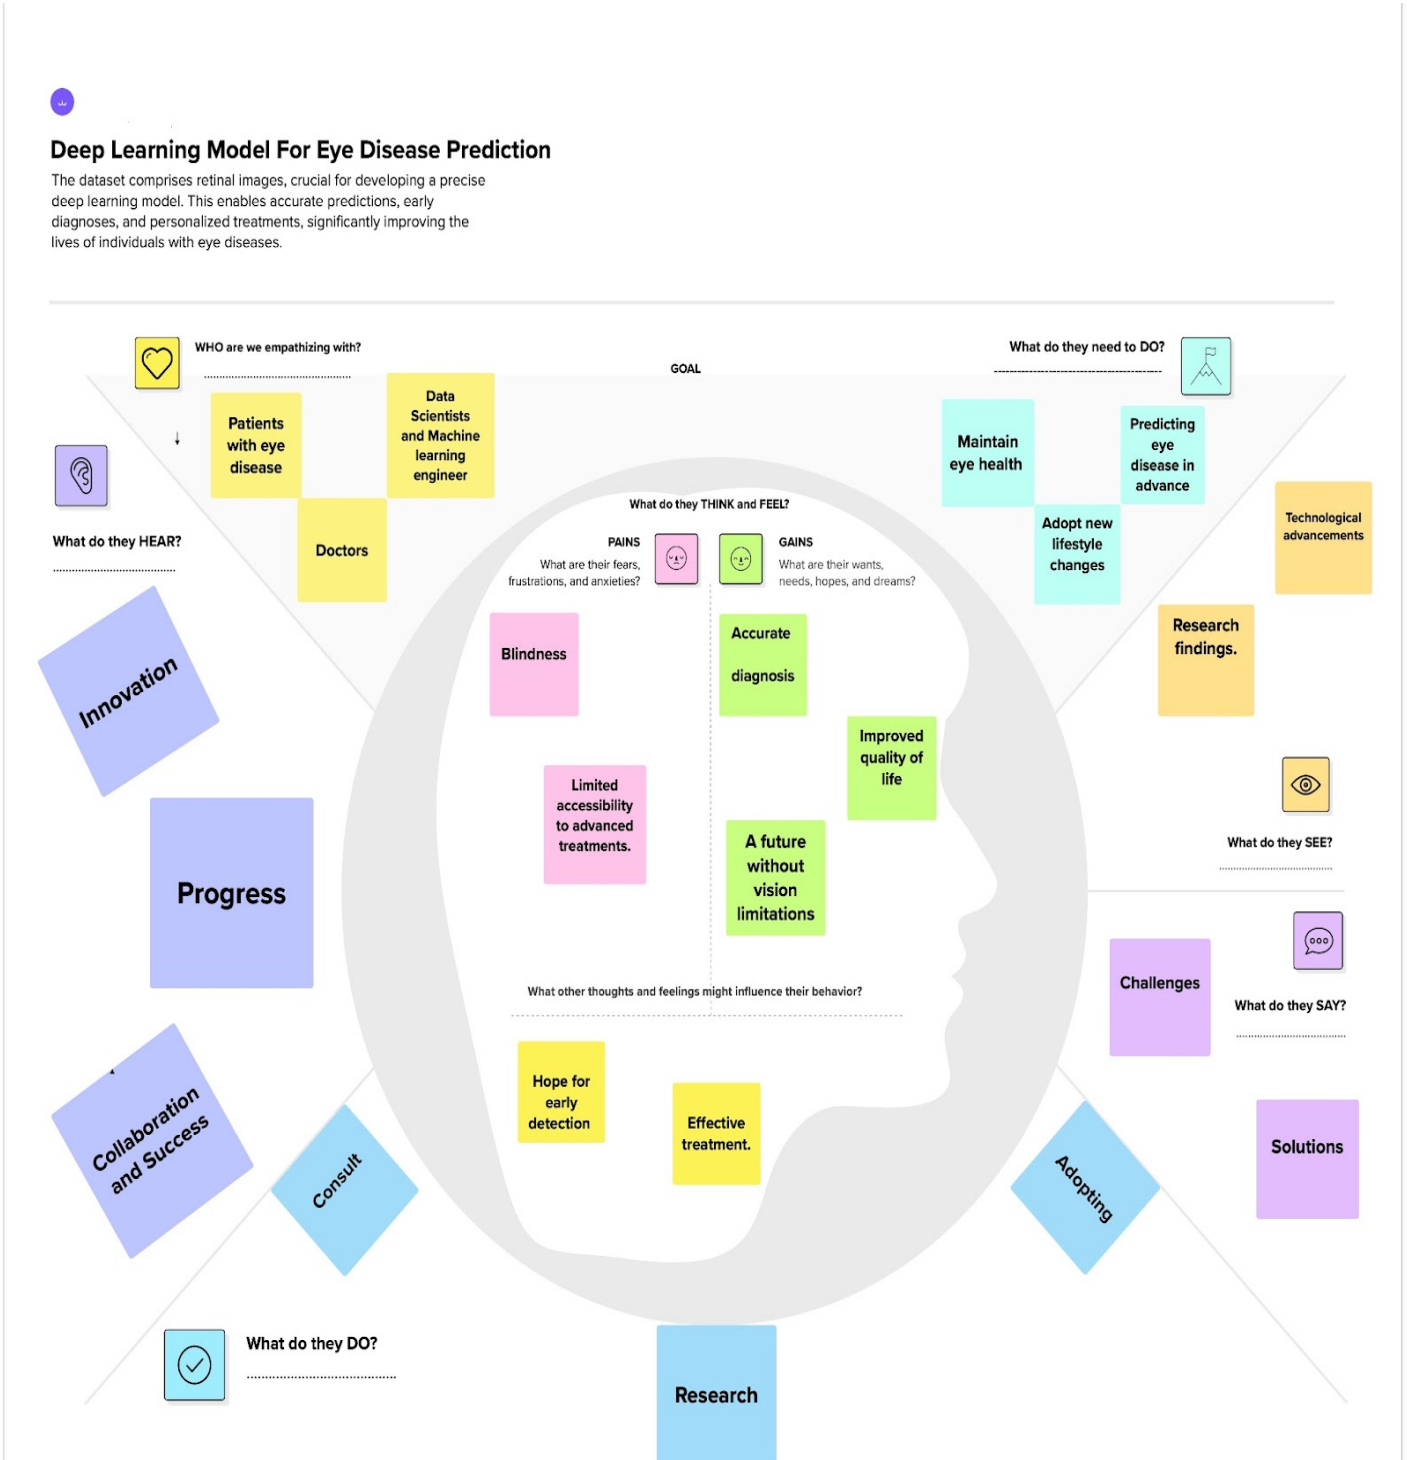 Deep Learning Model For Eye Disease Prediction
The dataset comprises retinal images, crucial for developing a precise
deep learning model. This enables accurate predictions, early
diagnoses, and personalized treatments, significantly improving the
lives of individuals with eye diseases.
WHO are we empathizing with?
Patients
with eye
disease
Data
Scientists
and Machine
learning
engineer
Doctors
GOAL
What do they need to DO?
Maintain
eye health
Predicting
eye
disease in
advance
Adopt new
lifestyle
changes
What do they HEAR?
Innovation
Progress
Collaboration
and Success
What do they THINK and FEEL?
PAINS
What are their fears,
frustrations, and anxieties?
GAINS
What are their wants,
needs, hopes, and dreams?
Blindness
Limited
accessibility
to advanced
treatments.
Accurate
diagnosis
Improved
quality of
life
A future
without
vision
limitations
What other thoughts and feelings might influence their behavior?
Hope for
early
detection
Effective
treatment.
Technological
advancements
Research
findings.
What do they SEE?
Challenges
What do they SAY?
Solutions
Consult
Adopting
What do they DO?
Research